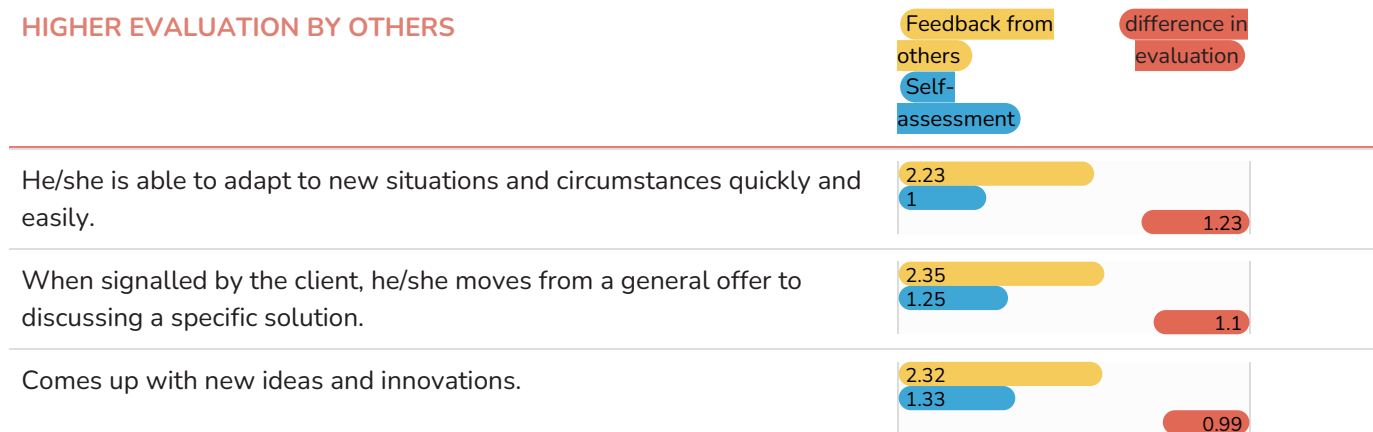 HIGHER EVALUATION BY OTHERS
Feedback from
others
Self-
assessment
difference in
evaluation
He/she is able to adapt to new situations and circumstances quickly and
easily.
2.23
1
1.23
When signalled by the client, he/she moves from a general offer to
discussing a specific solution.
2.35
1.25
1.1
Comes up with new ideas and innovations.
2.32
1.33
0.99